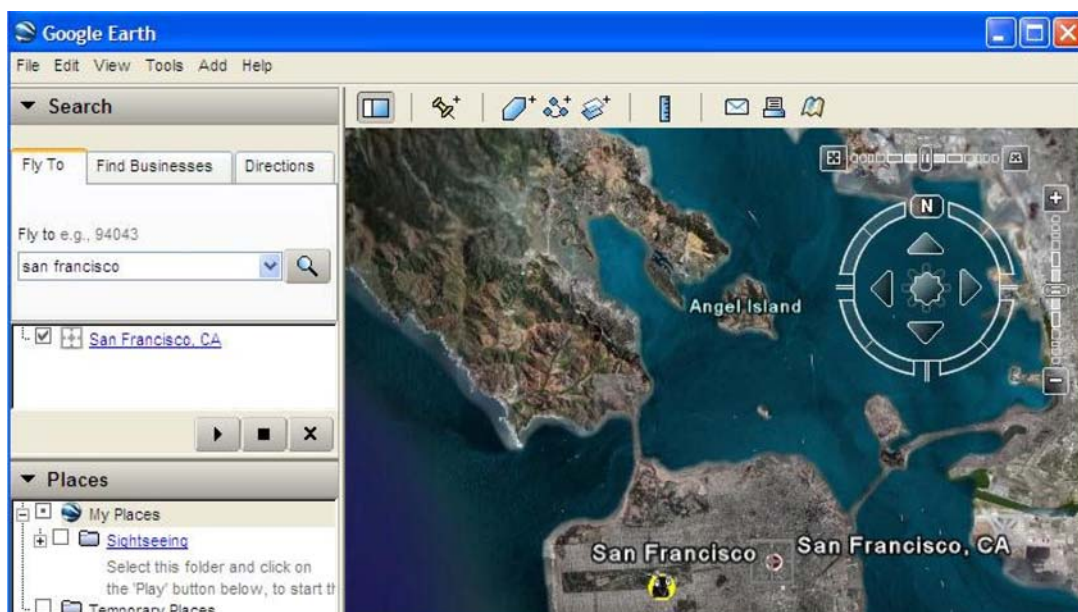 Google Earth
File Edit View Tools Add Help
Search
Fly To Find Businesses Directions
Fly to e.g., 94043
san francisco
San Francisco, CA
Places
My Places
Sightseeing
Select this folder and click on
the 'Play' button below, to start th
Temporary Places
N
Angel Island
San Francisco
San Francisco, CA